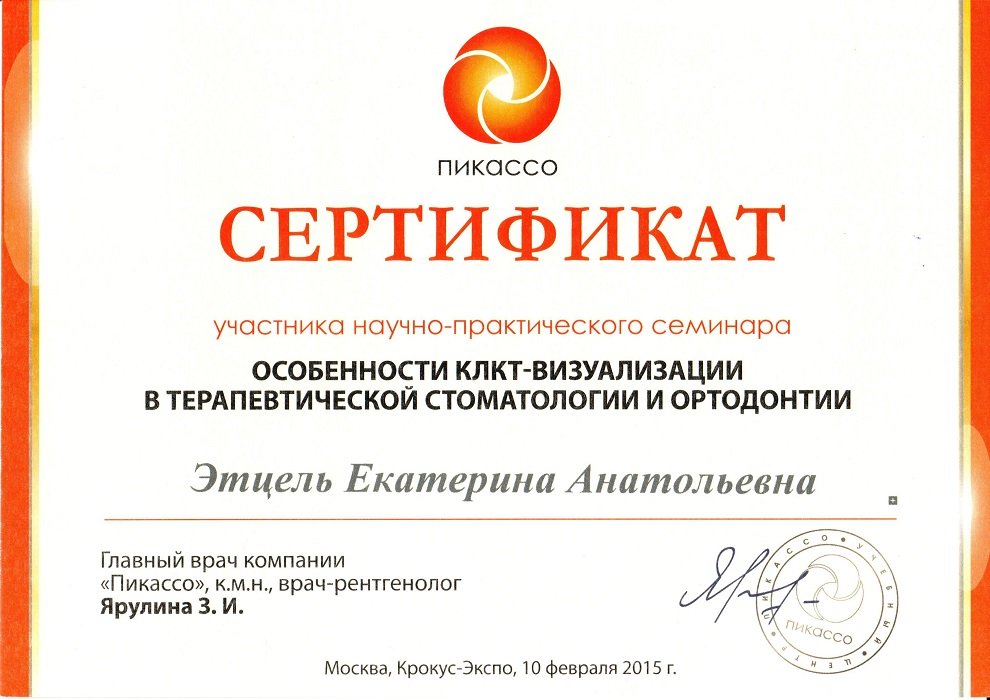 пикассо
СЕРТИФИКАТ
участника научно-практического семинара
ОСОБЕННОСТИ КЛКТ-ВИЗУАЛИЗАЦИИ
В ТЕРАПЕВТИЧЕСКОЙ СТОМАТОЛОГИИ И ОРТОДОНТИИ
Этцель Екатерина Анатольевна
Главный врач компании
«Пикассо», к.м.н., врач-рентгенолог
Ярулина З. И.
ПИКАССО • УЧЕБНЫЙ ЦЕНТР •
пикассо
Москва, Крокус-Экспо, 10 февраля 2015 г.